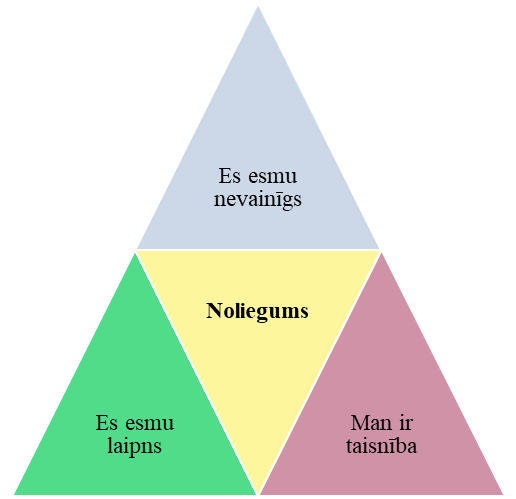 Es esmu
nevainīgs
Noliegums
Es esmu
laipns
Man ir
taisnība